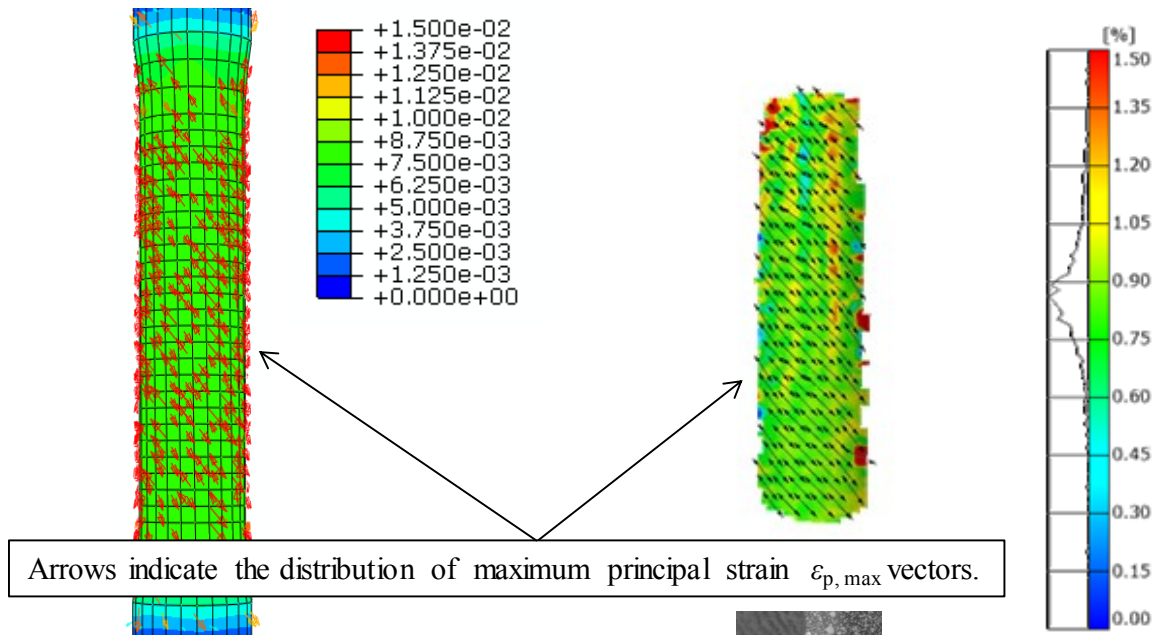 +1.500e-02
+1.375e-02
+1.250e-02
+1.125e-02
+1.000e-02
+8.750e-03
+7.500e-03
+6.250e-03
+5.000e-03
+3.750e-03
+2.500e-03
+1.250e-03
+0.000e+00
[%]
1.50
1.35
1.20
1.05
0.90
0.75
0.60
0.45
0.30
0.15
0.00
Arrows indicate the distribution of maximum principal strain εp, max vectors.